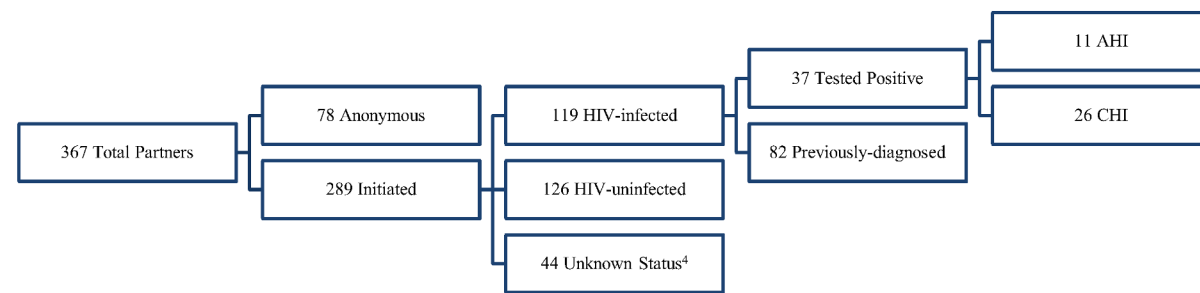 367 Total Partners
78 Anonymous
289 Initiated
119 HIV-infected
126 HIV-uninfected
44 Unknown Status⁴
37 Tested Positive
82 Previously-diagnosed
11 AHI
26 CHI